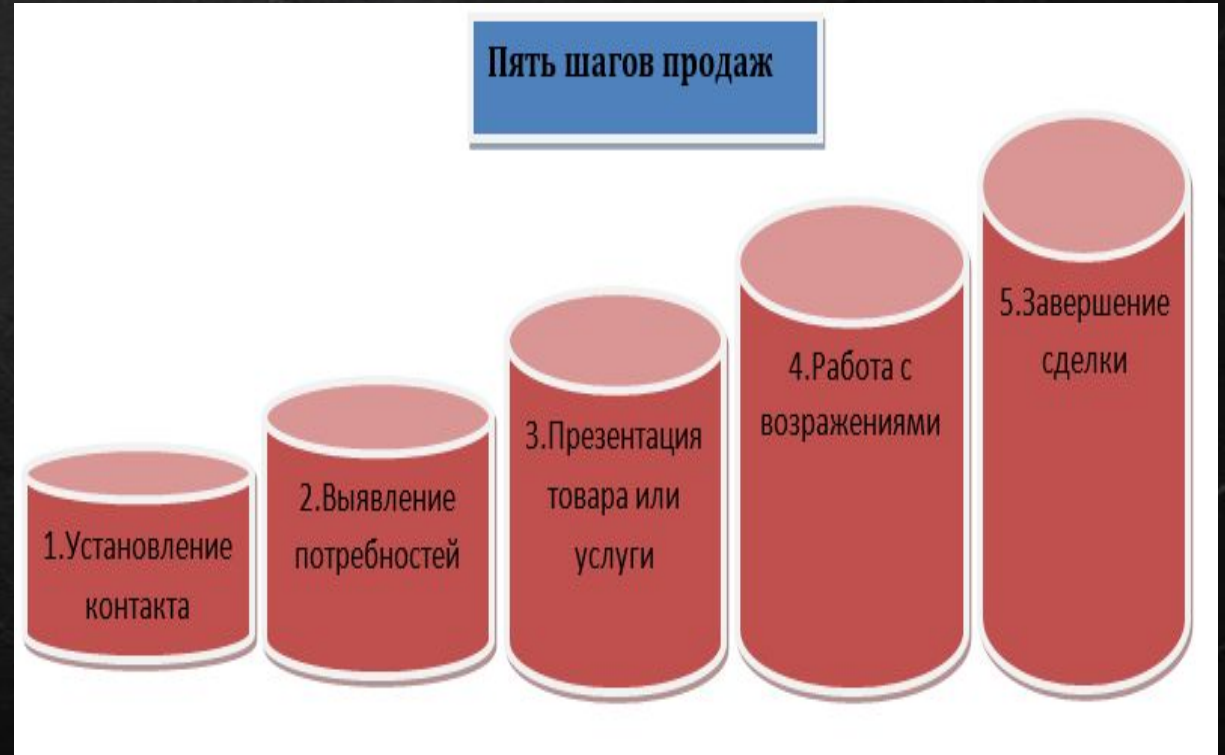 Пять шагов продаж
1.Установление
контакта
2.Выявление
потребностей
3.Презентация
товара или
услуги
4.Работа с
возражениями
5.Завершение
сделки